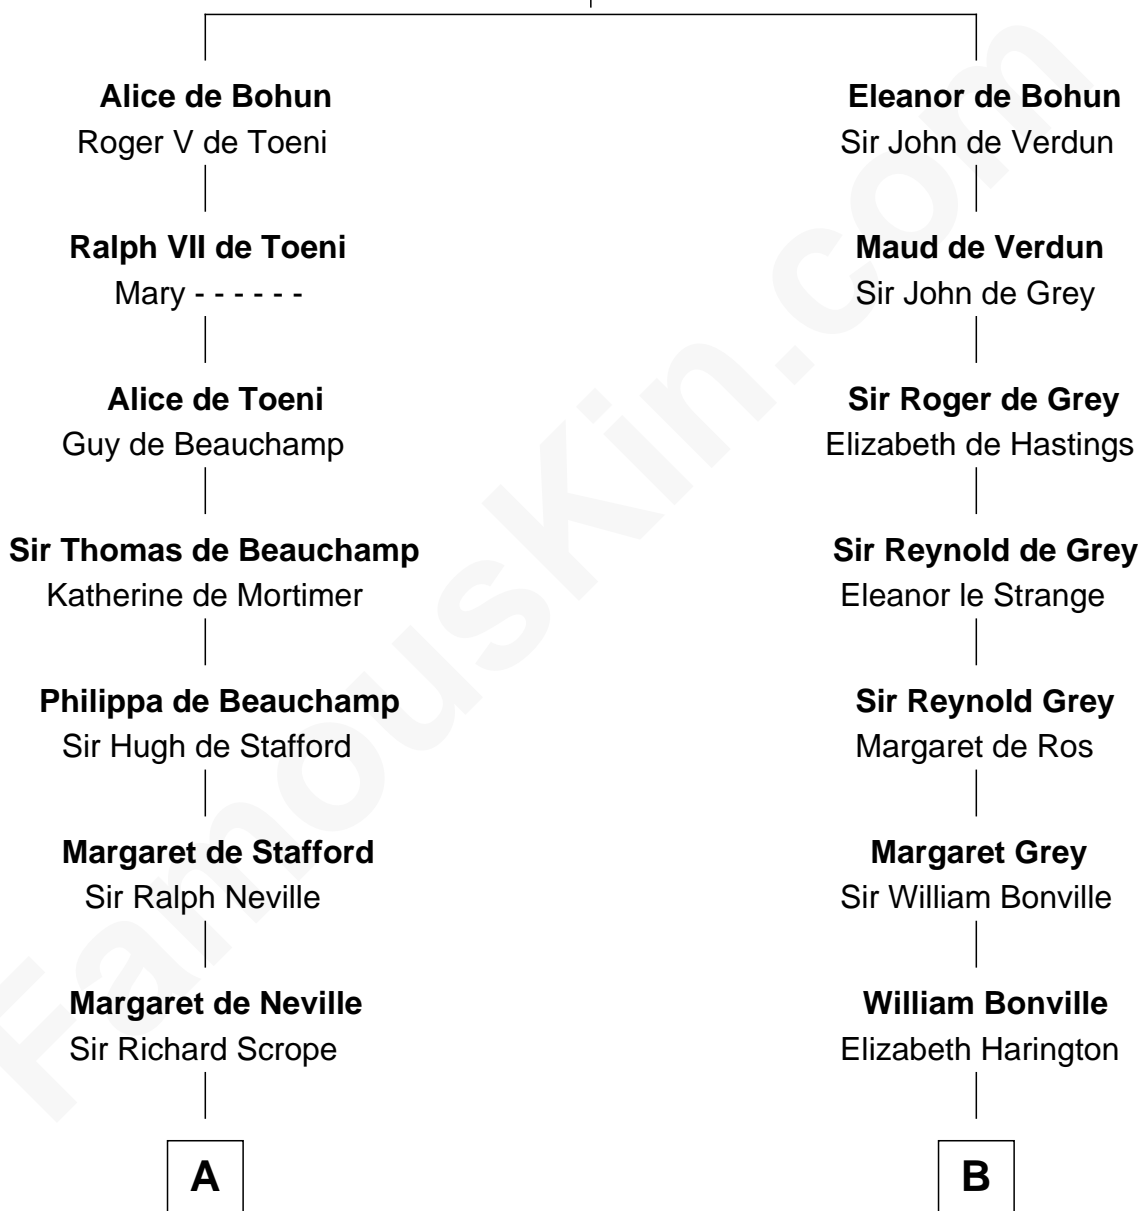 Alice de Bohun
Roger V de Toeni
Ralph VII de Toeni
Mary - - - - - -
Alice de Toeni
Guy de Beauchamp
Sir Thomas de Beauchamp
Katherine de Mortimer
Philippa de Beauchamp
Sir Hugh de Stafford
Margaret de Stafford
Sir Ralph Neville
Margaret de Neville
Sir Richard Scrope
A
Eleanor de Bohun
Sir John de Verdun
Maud de Verdun
Sir John de Grey
Sir Roger de Grey
Elizabeth de Hastings
Sir Reynold de Grey
Eleanor le Strange
Sir Reynold Grey
Margaret de Ros
Margaret Grey
Sir William Bonville
William Bonville
Elizabeth Harington
B
FamousKin.com